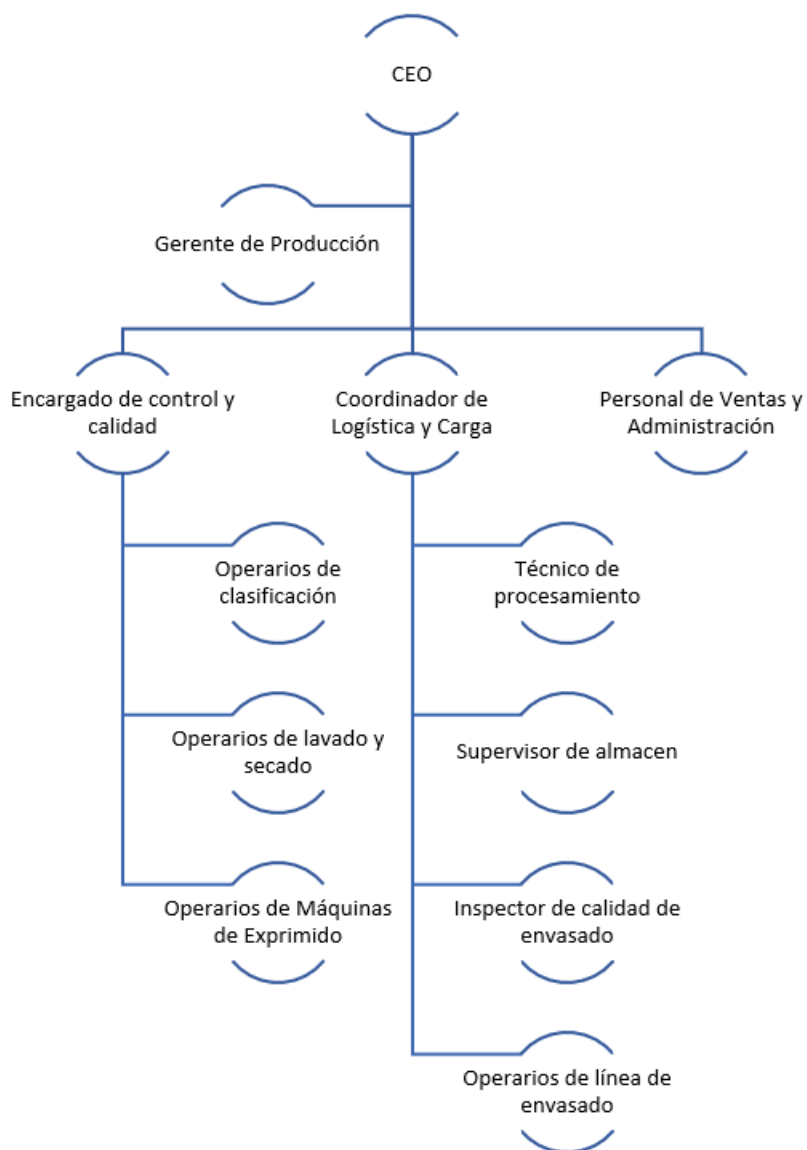 CEO
Gerente de Producción
Encargado de control y
calidad
Coordinador de
Logística y Carga
Personal de Ventas y
Administración
Operarios de
clasificación
Técnico de
procesamiento
Operarios de lavado y
secado
Supervisor de almacen
Operarios de Máquinas
de Exprimido
Inspector de calidad de
envasado
Operarios de línea de
envasado